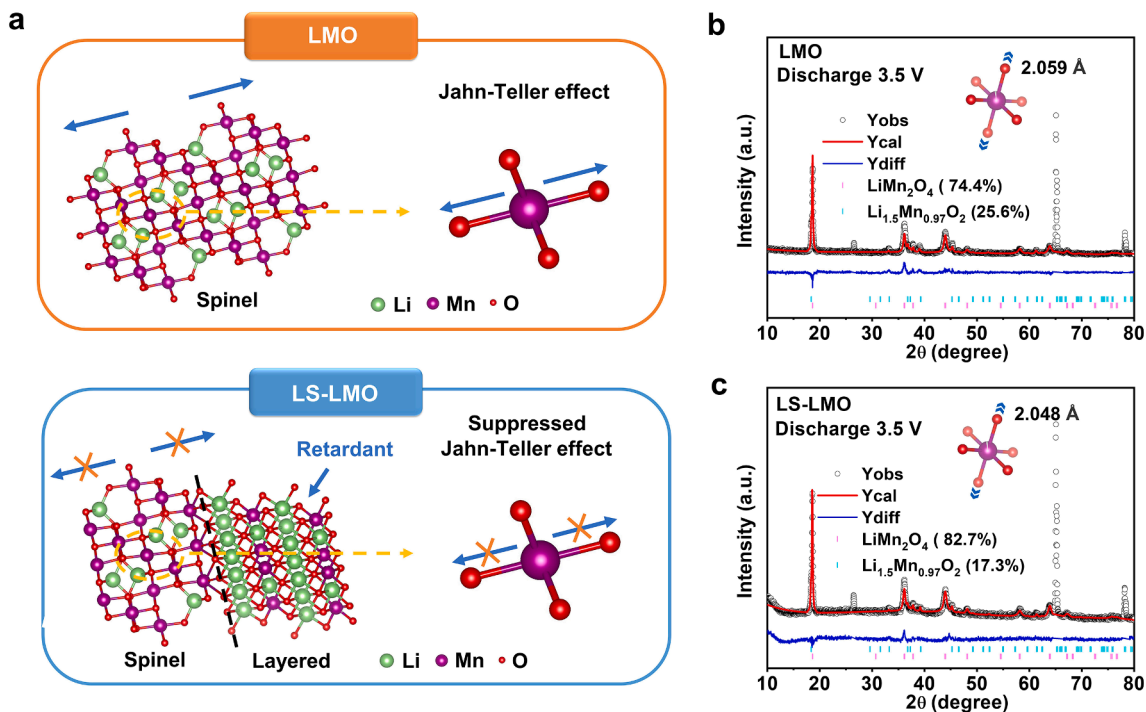 a
LMO
Jahn-Teller effect
Spinel
Li Mn O
LS-LMO
Retardant
Suppressed
Jahn-Teller effect
Spinel Layered
Li Mn O
b
LMO
Discharge 3.5 V
2.059 Å
Yobs
Ycal
Ydiff
LiMn₂O₄ ( 74.4%)
Li₁.₅Mn₀.₉₇O₂ (25.6%)
Intensity (a.u.)
10 20 30 40 50 60 70 80
2θ (degree)
c
LS-LMO
Discharge 3.5 V
2.048 Å
Yobs
Ycal
Ydiff
LiMn₂O₄ ( 82.7%)
Li₁.₅Mn₀.₉₇O₂ (17.3%)
Intensity (a.u.)
10 20 30 40 50 60 70 80
2θ (degree)